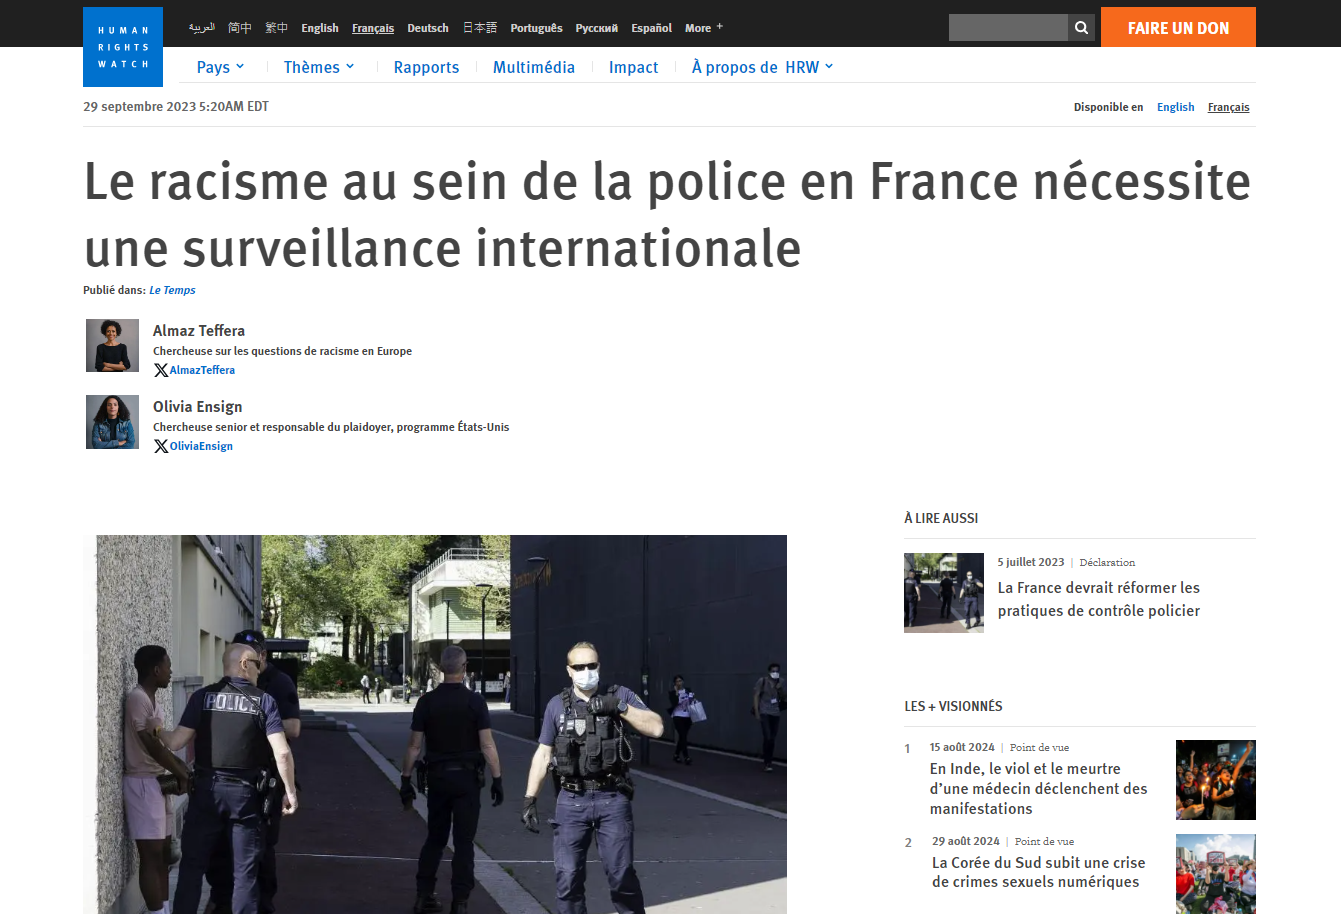 HUMAN
RIGHTS
WATCH
العربية 简中 繁中 English Français Deutsch 日本語 Português Русский Español More +
FAIRE UN DON
Pays Thèmes Rapports Multimédia Impact À propos de HRW
29 septembre 2023 5:20AM EDT
Disponible en English Français
Le racisme au sein de la police en France nécessite
une surveillance internationale
Publié dans: Le Temps
Almaz Teffera
Chercheuse sur les questions de racisme en Europe
AlmazTeffera
Olivia Ensign
Chercheuse senior et responsable du plaidoyer, programme États-Unis
OliviaEnsign
POLICE
À LIRE AUSSI
5 juillet 2023 | Déclaration
La France devrait réformer les
pratiques de contrôle policier
LES + VISIONNÉS
1 15 août 2024 | Point de vue
En Inde, le viol et le meurtre
d’une médecin déclenchent des
manifestations
2 29 août 2024 | Point de vue
La Corée du Sud subit une crise
de crimes sexuels numériques